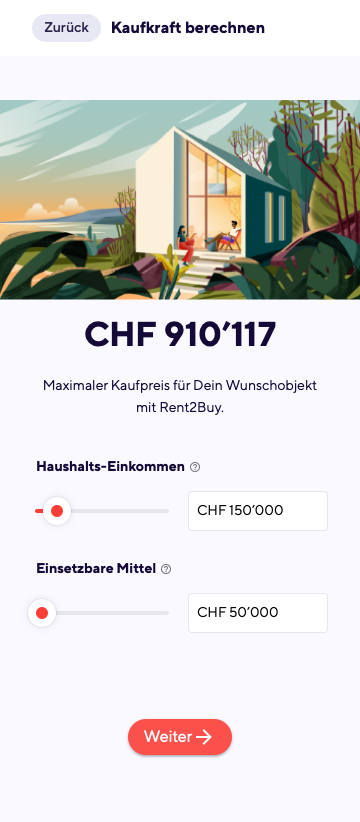 Zurück
Kaufkraft berechnen
CHF 910’117
Maximaler Kaufpreis für Dein Wunschobjekt
mit Rent2Buy.
Haushalts-Einkommen
CHF 150’000
Einsetzbare Mittel
CHF 50’000
Weiter